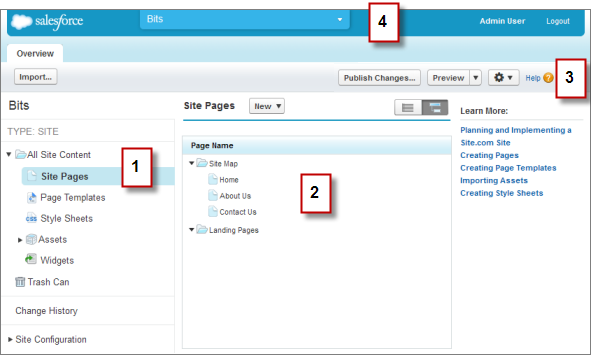 salesforce
Bits
4
Admin User
Logout
Overview
Import...
Publish Changes...
Preview
Help
?
3
Bits
TYPE: SITE
All Site Content
Site Pages
1
Page Templates
css Style Sheets
Assets
Widgets
Trash Can
Change History
Site Configuration
Site Pages
New
Page Name
Site Map
Home
About Us
Contact Us
2
Landing Pages
Learn More:
Planning and Implementing a
Site.com Site
Creating Pages
Creating Page Templates
Importing Assets
Creating Style Sheets